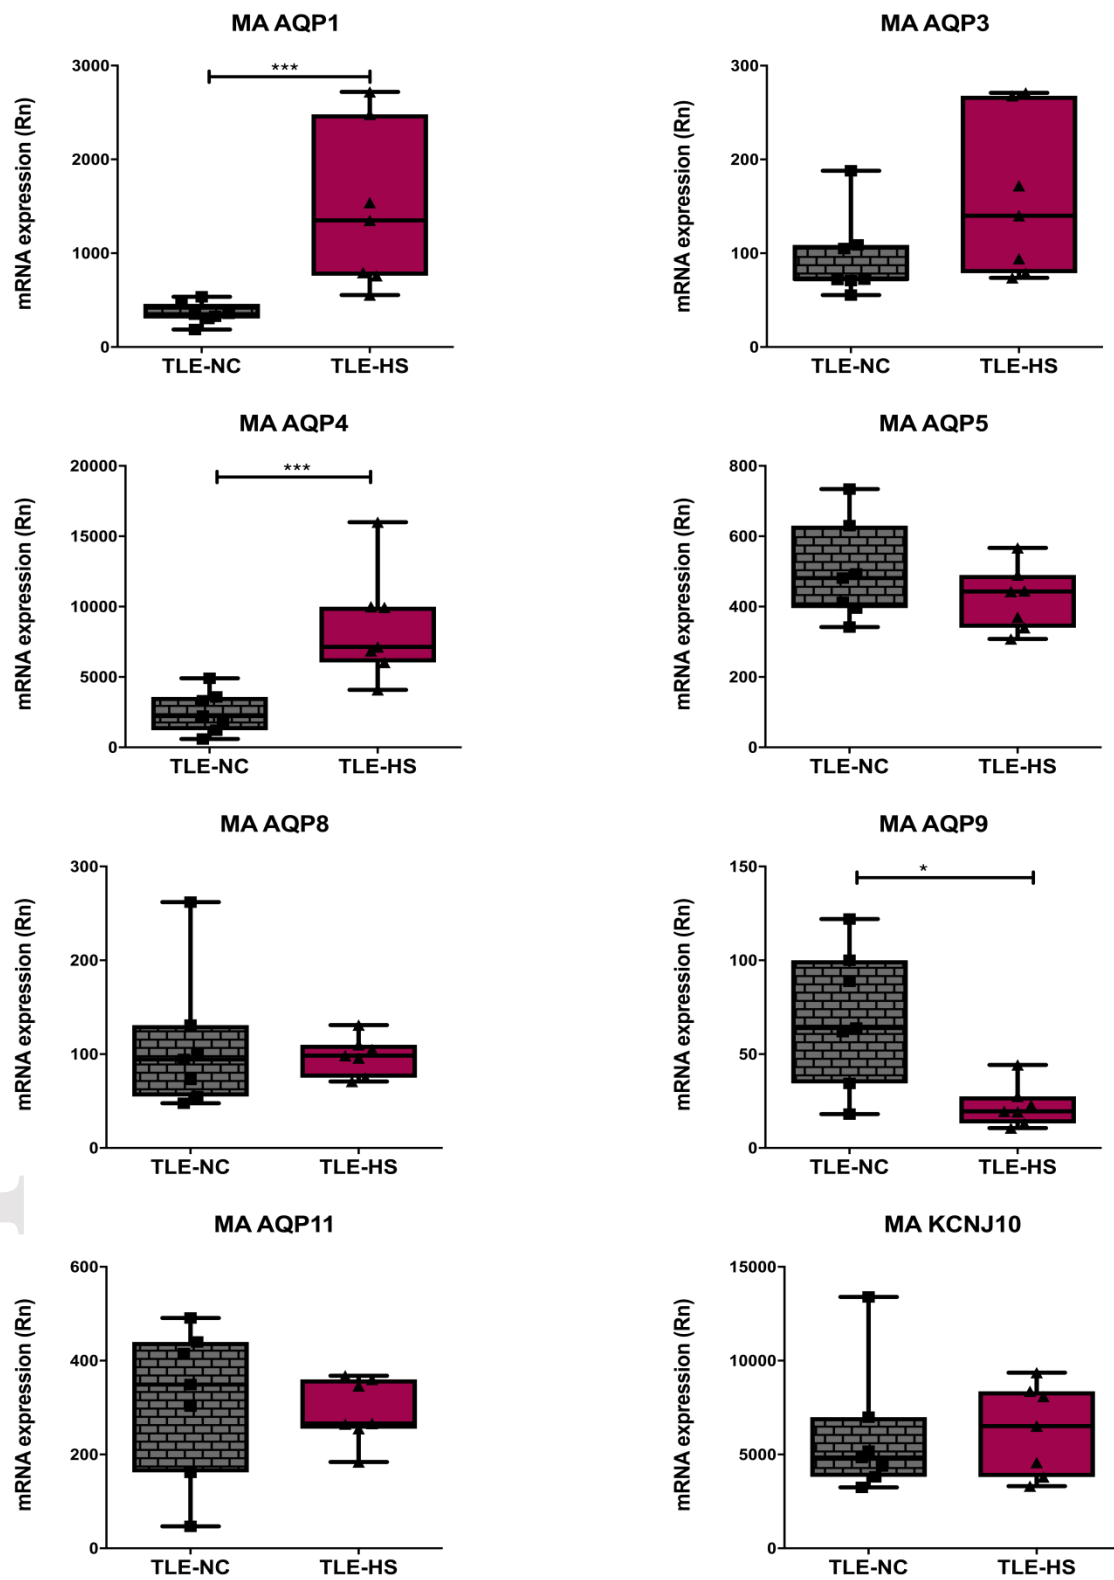 MA AQP1
mRNA expression (Rn)
3000
2000
1000
0
***
TLE-NC TLE-HS
MA AQP3
mRNA expression (Rn)
300
200
100
0
TLE-NC TLE-HS
MA AQP4
mRNA expression (Rn)
20000
15000
10000
5000
0
***
TLE-NC TLE-HS
MA AQP5
mRNA expression (Rn)
800
600
400
200
0
TLE-NC TLE-HS
MA AQP8
mRNA expression (Rn)
300
200
100
0
TLE-NC TLE-HS
MA AQP9
mRNA expression (Rn)
150
100
50
0
*
TLE-NC TLE-HS
MA AQP11
mRNA expression (Rn)
600
400
200
0
TLE-NC TLE-HS
MA KCNJ10
mRNA expression (Rn)
15000
10000
5000
0
TLE-NC TLE-HS